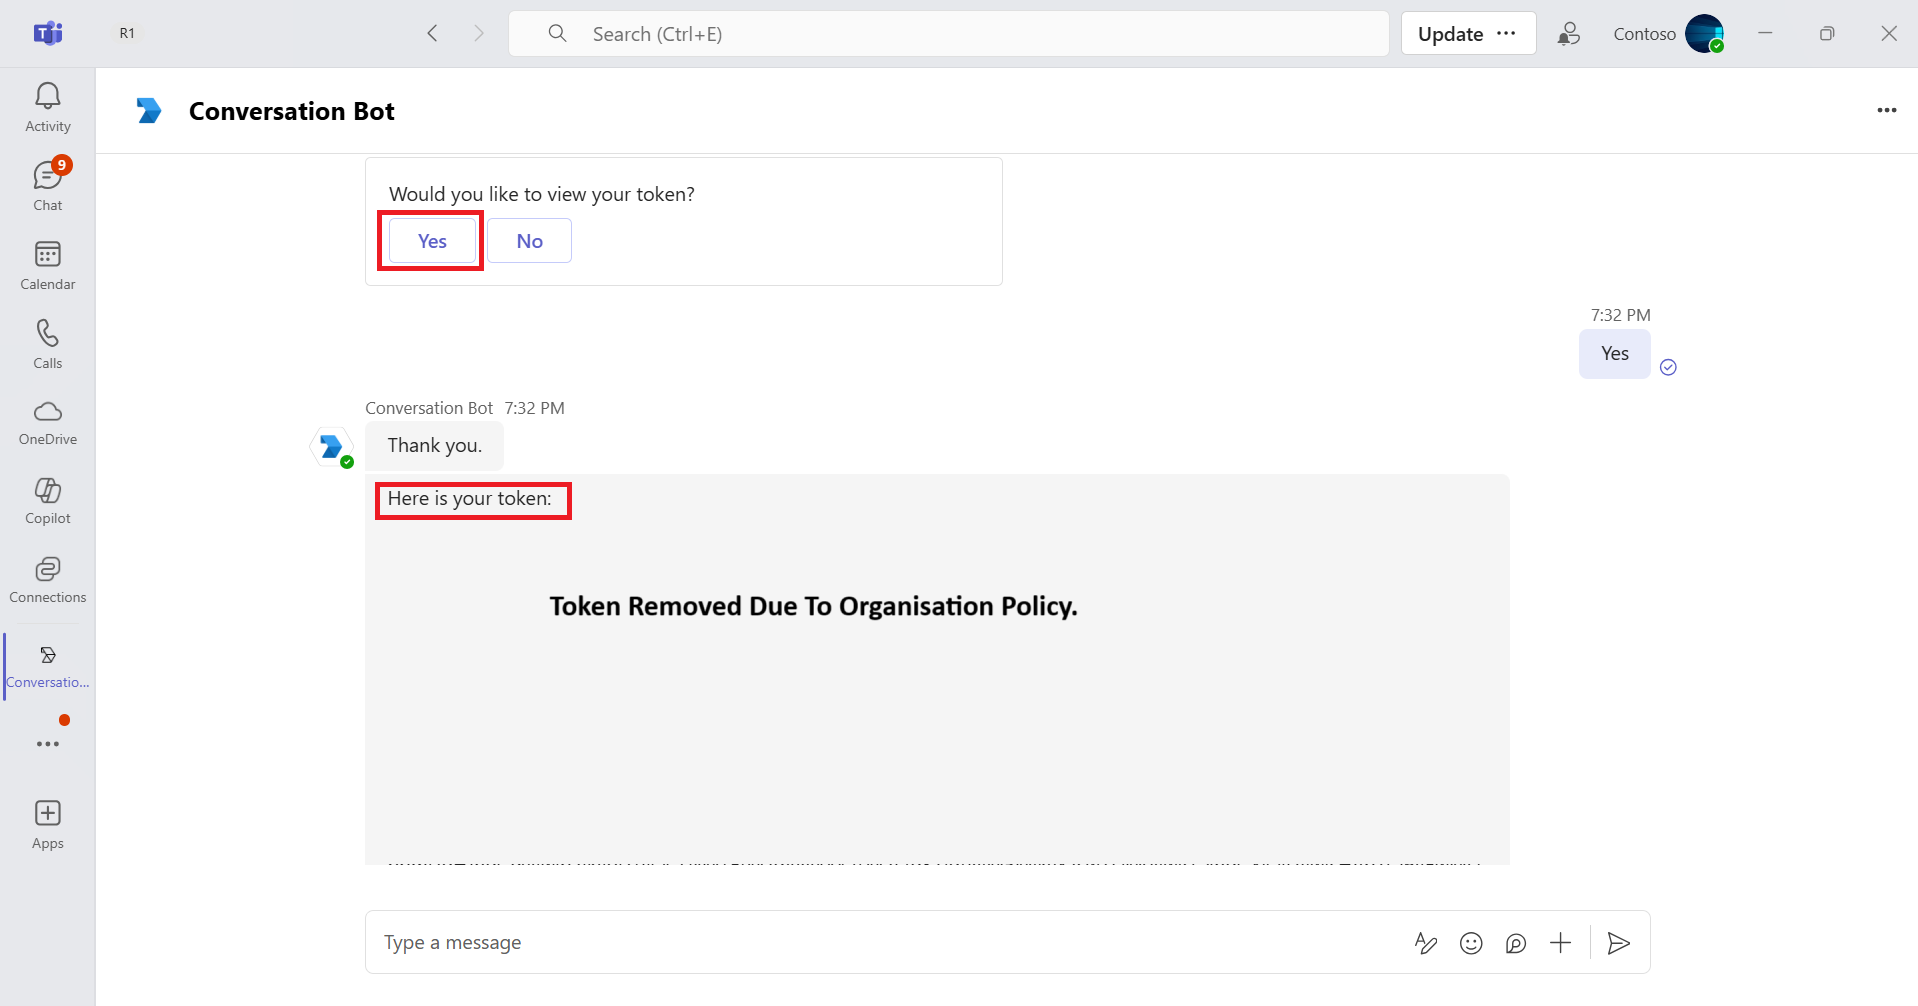 R1
Search (Ctrl+E)
Update
Contoso
Activity
9
Chat
Calendar
Calls
OneDrive
Copilot
Connections
Conversatio...
Apps
Conversation Bot
Would you like to view your token?
Yes No
7:32 PM
Yes
Conversation Bot 7:32 PM
Thank you.
Here is your token:
Token Removed Due To Organisation Policy.
Type a message